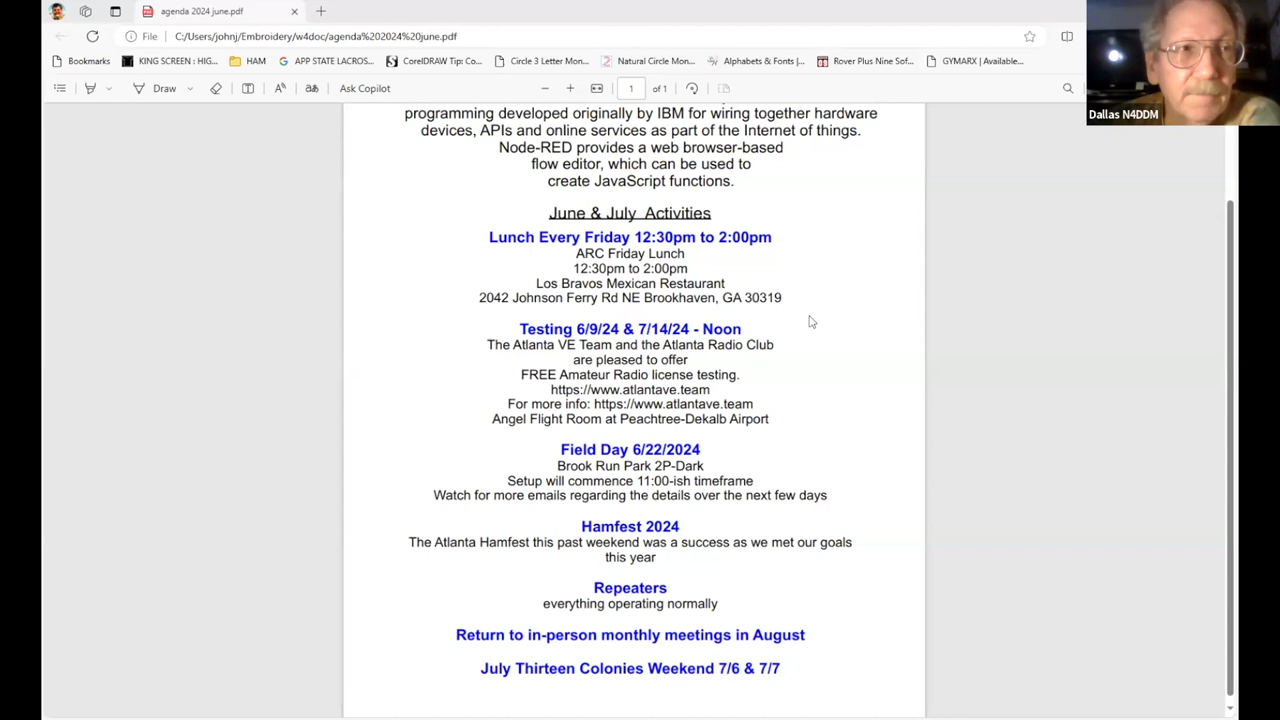 agenda 2024 june.pdf
File
C:/Users/johnj/Embroidery/w4doc/agenda%202024%20june.pdf
Bookmarks
KING SCREEN : HIG...
HAM
APP STATE LACROS...
CorelDRAW Tip: Co...
Circle 3 Letter Mon...
Natural Circle Mon...
Alphabets & Fonts |...
Rover Plus Nine Sof...
GYMARX | Available...
Draw
Ask Copilot
1
of 1
Dallas N4DDM
programming developed originally by IBM for wiring together hardware
devices, APIs and online services as part of the Internet of things.
Node-RED provides a web browser-based
flow editor, which can be used to
create JavaScript functions.
June & July Activities
Lunch Every Friday 12:30pm to 2:00pm
ARC Friday Lunch
12:30pm to 2:00pm
Los Bravos Mexican Restaurant
2042 Johnson Ferry Rd NE Brookhaven, GA 30319
Testing 6/9/24 & 7/14/24 - Noon
The Atlanta VE Team and the Atlanta Radio Club
are pleased to offer
FREE Amateur Radio license testing.
https://www.atlantave.team
For more info: https://www.atlantave.team
Angel Flight Room at Peachtree-Dekalb Airport
Field Day 6/22/2024
Brook Run Park 2P-Dark
Setup will commence 11:00-ish timeframe
Watch for more emails regarding the details over the next few days
Hamfest 2024
The Atlanta Hamfest this past weekend was a success as we met our goals
this year
Repeaters
everything operating normally
Return to in-person monthly meetings in August
July Thirteen Colonies Weekend 7/6 & 7/7